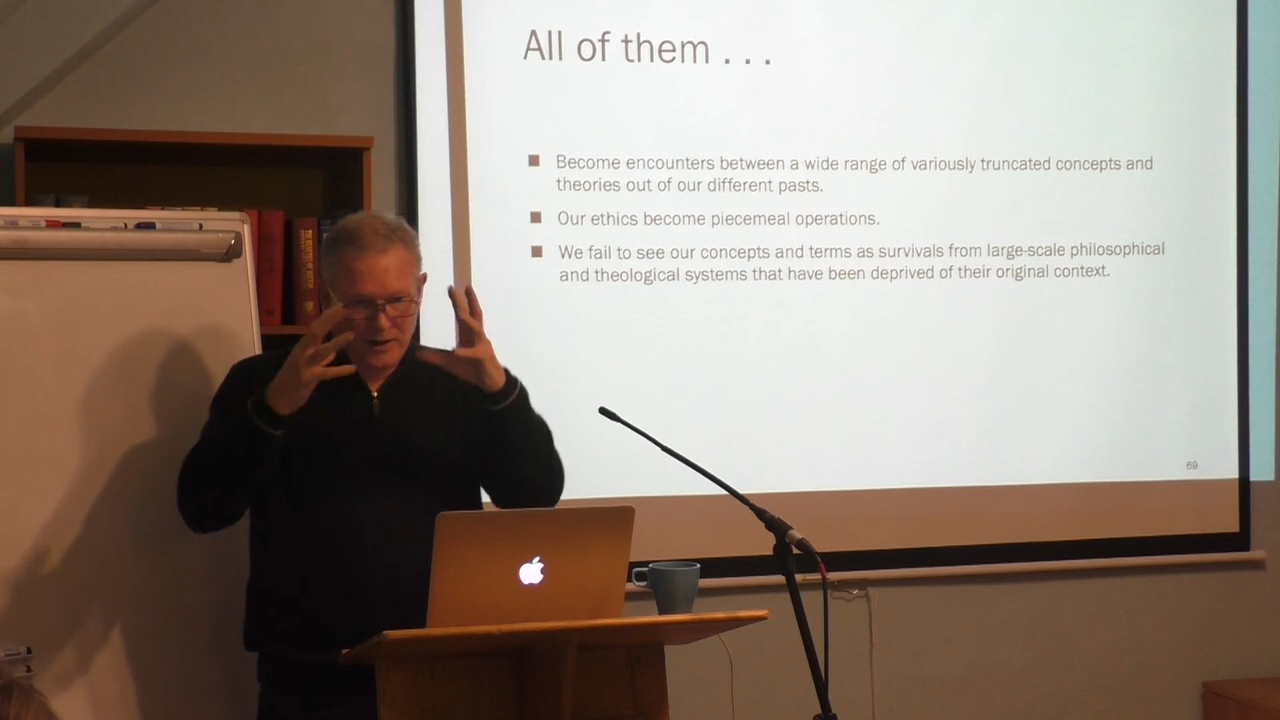 All of them . . .
Become encounters between a wide range of variously truncated concepts and
theories out of our different pasts.
Our ethics become piecemeal operations.
We fail to see our concepts and terms as survivals from large-scale philosophical
and theological systems that have been deprived of their original context.
69